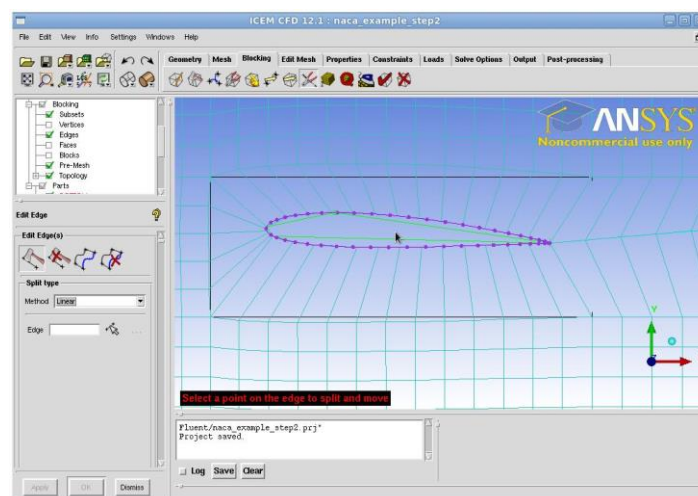 ICEM CFD 12.1 : naca_example_step2
File Edit View Info Settings Windows Help
Geometry Mesh Blocking Edit Mesh Properties Constraints Loads Solve Options Output Post-processing
Blocking
Subsets
Vertices
Edges
Faces
Blocks
Pre-Mesh
Topology
Parts
ANSYS
Noncommercial use only
Edit Edge
Edit Edge(s)
Split type
Method Linear
Edge
Y
Select a point on the edge to split and move
Fluent/naca_example_step2.prj"
Project saved.
Log Save Clear
Apply OK Dismiss